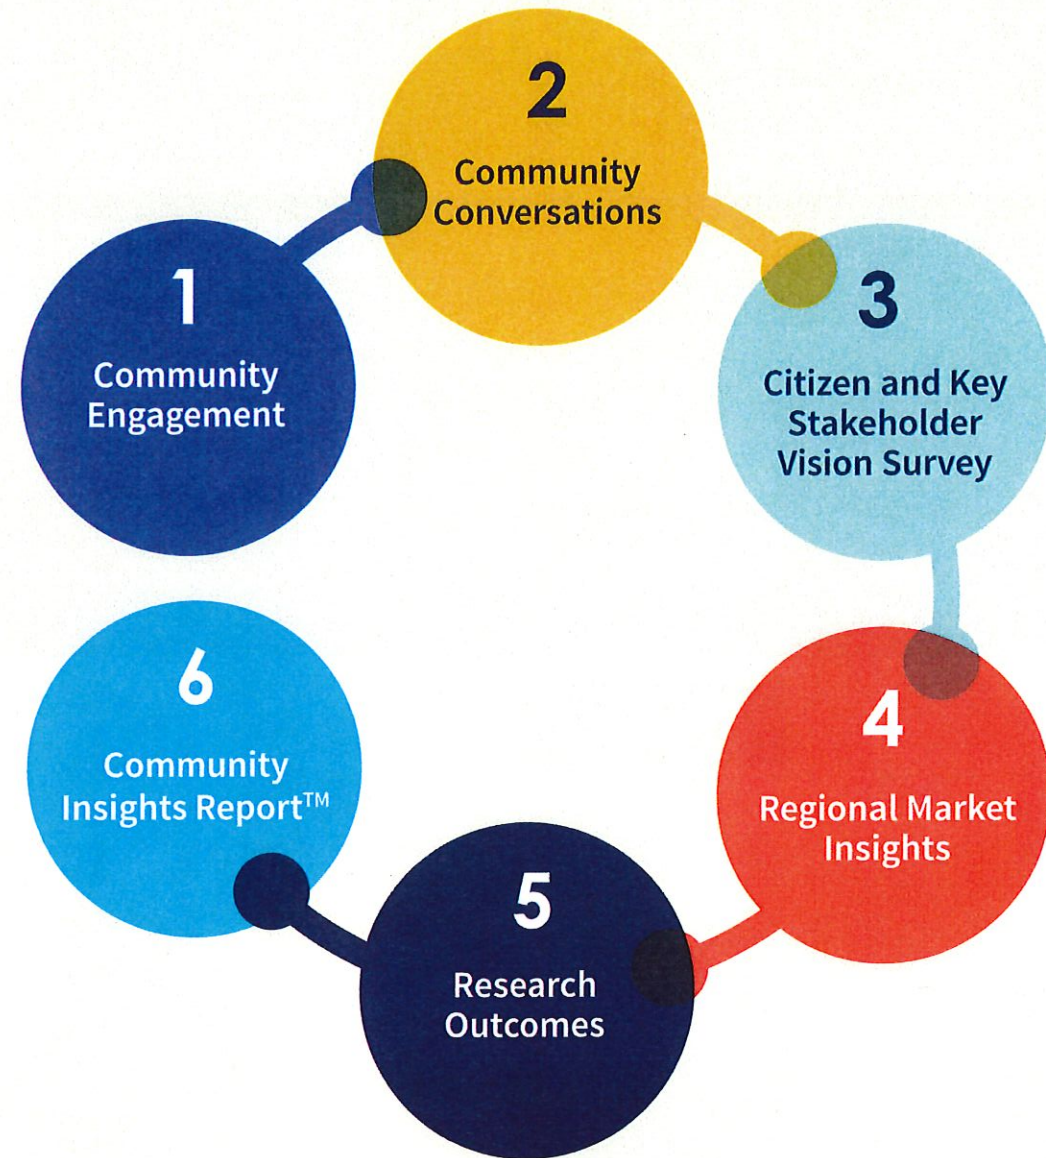 1
Community
Engagement
2
Community
Conversations
3
Citizen and Key
Stakeholder
Vision Survey
4
Regional Market
Insights
5
Research
Outcomes
6
Community
Insights Report™